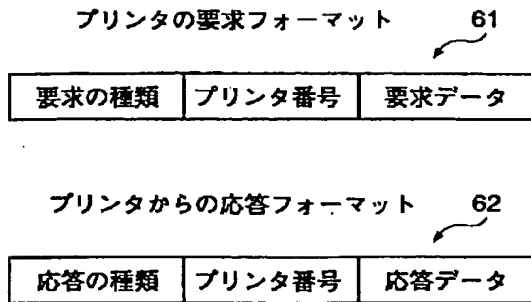 プリンタの要求フォーマット 61
要求の種類 プリンタ番号 要求データ
プリンタからの応答フォーマット 62
応答の種類 プリンタ番号 応答データ